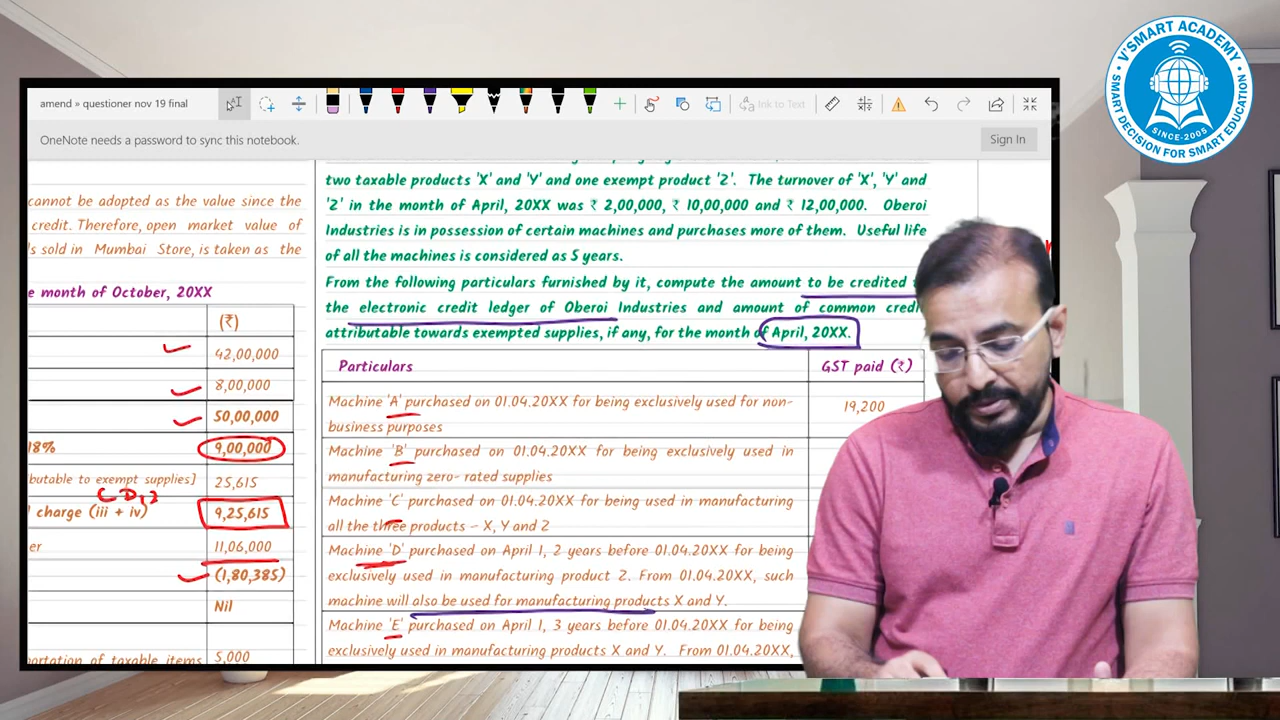 V'SMART ACADEMY
SMART DECISION FOR SMART EDUCATION
SINCE-2005
amend » questioner nov 19 final
Ink to Text
OneNote needs a password to sync this notebook.
Sign In
cannot be adopted as the value since the
credit. Therefore, open market value of
sold in Mumbai Store, is taken as the
e month of October, 20XX
(₹)
42,00,000
8,00,000
50,00,000
18%
9,00,000
ibutable to exempt supplies]
25,615
charge (iii + iv)
9,25,615
er
11,06,000
(1,80,385)
Nil
portation of taxable items
5,000
two taxable products 'X' and 'Y' and one exempt product 'Z'. The turnover of 'X', 'Y' and
'Z' in the month of April, 20XX was ₹ 2,00,000, ₹ 10,00,000 and ₹ 12,00,000. Oberoi
Industries is in possession of certain machines and purchases more of them. Useful life
of all the machines is considered as 5 years.
From the following particulars furnished by it, compute the amount to be credited
the electronic credit ledger of Oberoi Industries and amount of common cred
attributable towards exempted supplies, if any, for the month of April, 20XX.
Particulars
GST paid (₹)
Machine 'A' purchased on 01.04.20XX for being exclusively used for non-
business purposes
19,200
Machine 'B' purchased on 01.04.20XX for being exclusively used in
manufacturing zero- rated supplies
Machine 'C' purchased on 01.04.20XX for being used in manufacturing
all the three products – X, Y and Z
Machine 'D' purchased on April 1, 2 years before 01.04.20XX for being
exclusively used in manufacturing product Z. From 01.04.20XX, such
machine will also be used for manufacturing products X and Y.
Machine 'E' purchased on April 1, 3 years before 01.04.20XX for being
exclusively used in manufacturing products X and Y. From 01.04.20XX,